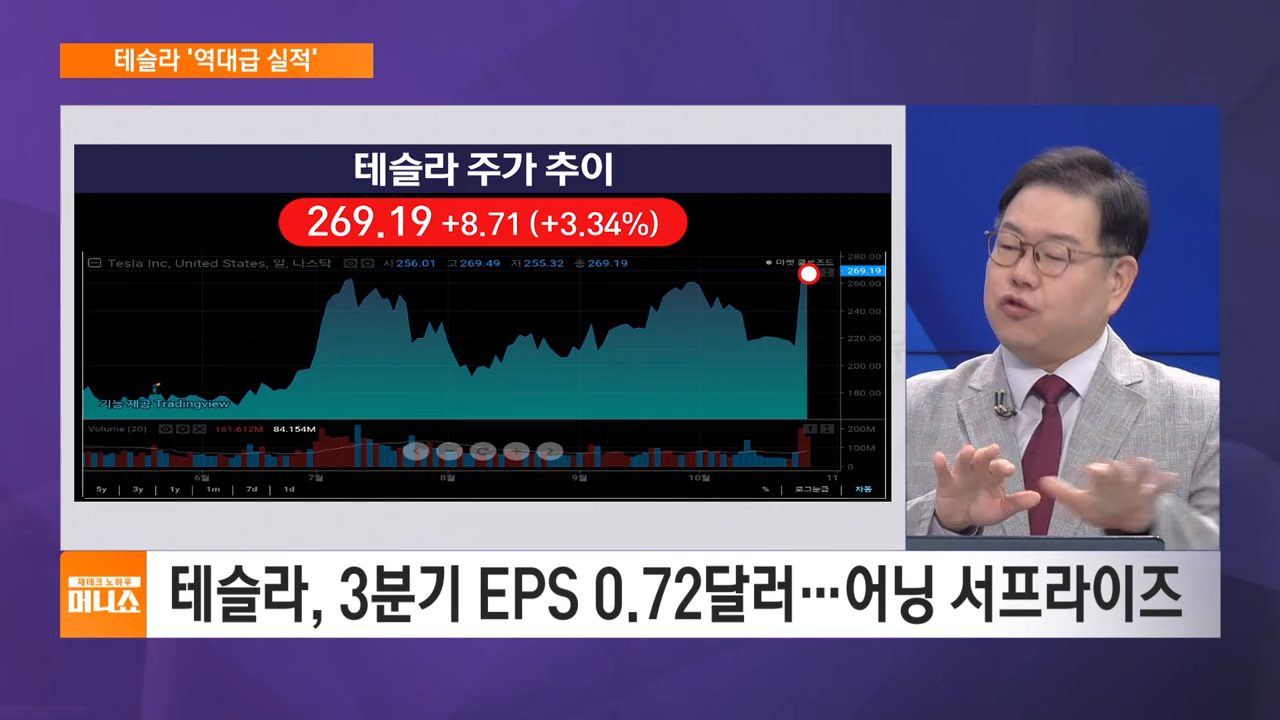 테슬라 '역대급 실적'
테슬라 주가 추이
269.19 +8.71 (+3.34%)
Tesla Inc, United States, 일, 나스닥 시 256.01 고 269.49 저 255.32 종 269.19
마켓 클로즈드
280.00
269.19
260.00
240.00
220.00
200.00
180.00
기능 제공 Tradingview
Volume (20) 161.612M 84.154M
200M
100M
0
6월 7월 8월 9월 10월 11
5y 3y 1y 1m 7d 1d % 로그눈금 자동
재테크 노하우
머니쇼
테슬라, 3분기 EPS 0.72달러…어닝 서프라이즈